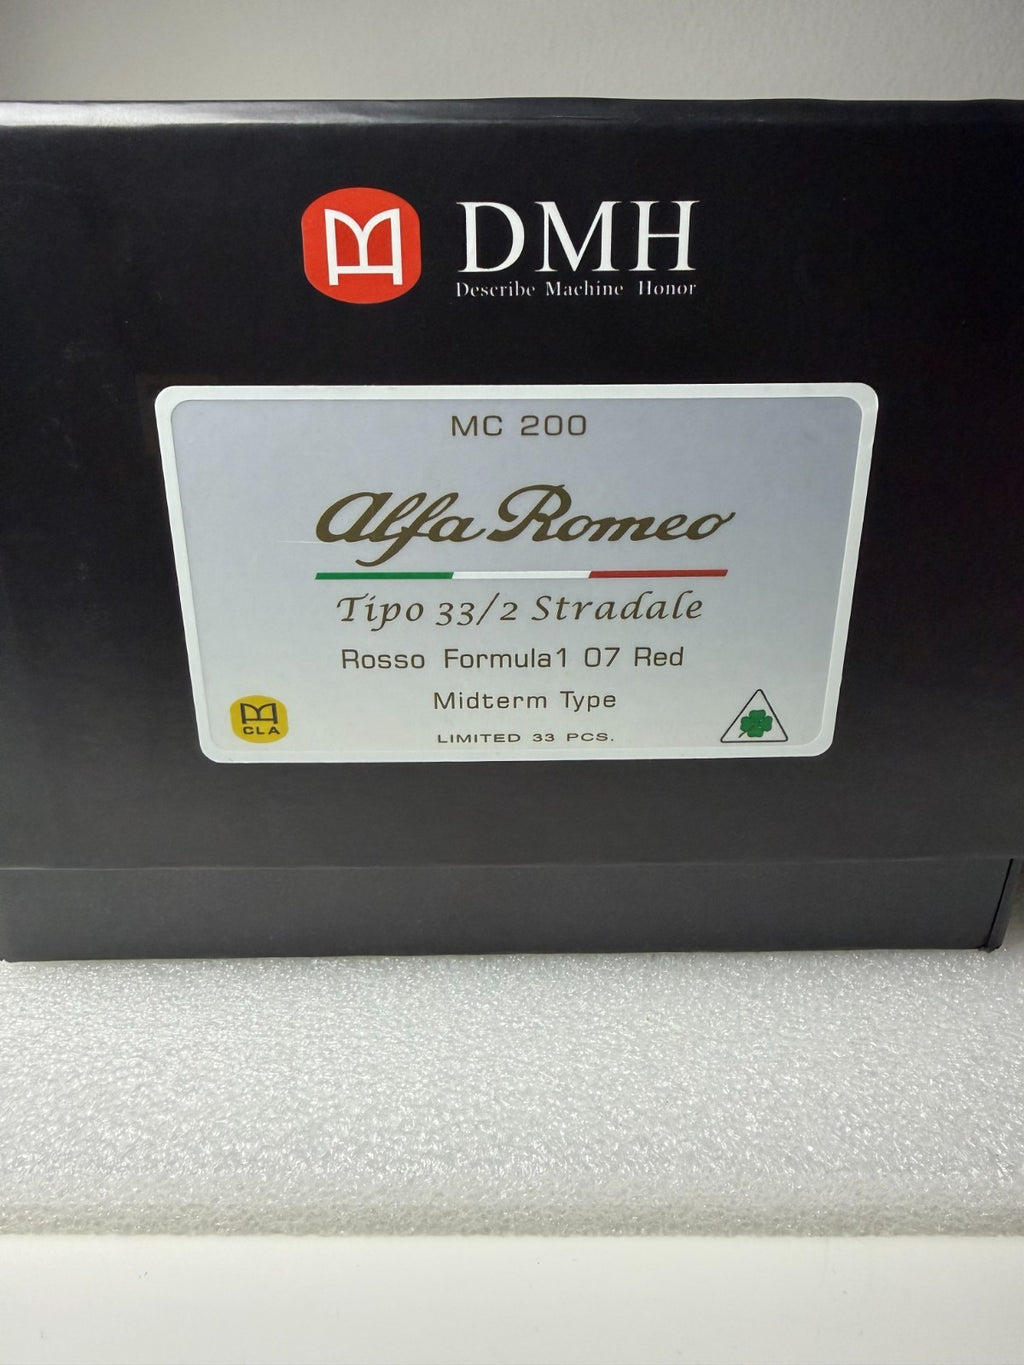 DMH
Describe Machine Honor
MC 200
Alfa Romeo
Tipo 33/2 Stradale
Rosso Formula1 07 Red
Midterm Type
CLA
LIMITED 33 PCS.